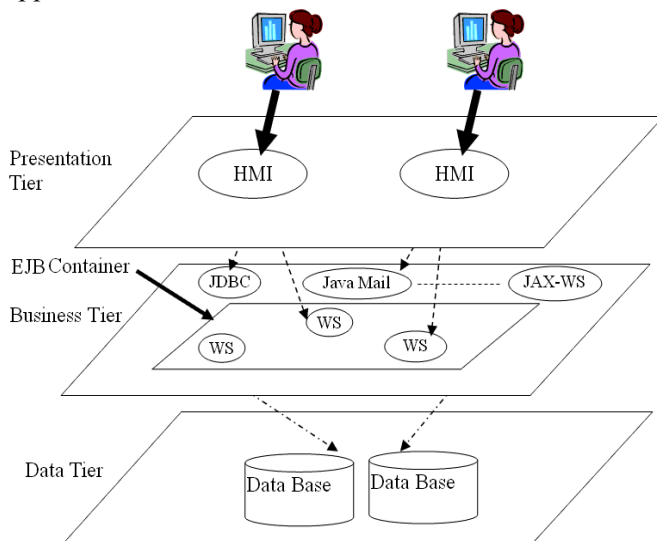 Presentation
Tier
HMI
HMI
EJB Container
JDBC
Java Mail
JAX-WS
Business Tier
WS
WS
WS
Data Tier
Data Base
Data Base